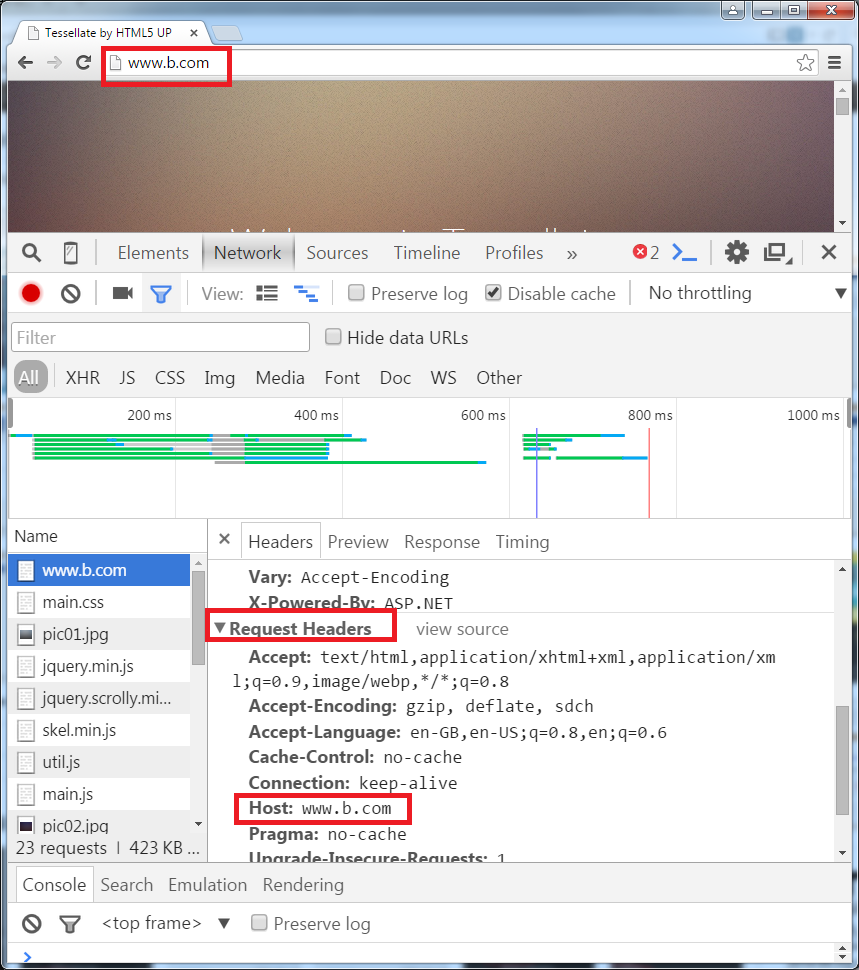 Tessellate by HTML5 UP
www.b.com
Elements Network Sources Timeline Profiles » 2
View: Preserve log Disable cache No throttling
Filter Hide data URLs
All XHR JS CSS Img Media Font Doc WS Other
200 ms 400 ms 600 ms 800 ms 1000 ms
Name
www.b.com
main.css
pic01.jpg
jquery.min.js
jquery.scrolly.mi...
skel.min.js
util.js
main.js
pic02.jpg
23 requests | 423 KB ...
Headers Preview Response Timing
Vary: Accept-Encoding
X-Powered-By: ASP.NET
Request Headers view source
Accept: text/html,application/xhtml+xml,application/xm
l;q=0.9,image/webp,*/*;q=0.8
Accept-Encoding: gzip, deflate, sdch
Accept-Language: en-GB,en-US;q=0.8,en;q=0.6
Cache-Control: no-cache
Connection: keep-alive
Host: www.b.com
Pragma: no-cache
Upgrade-Insecure-Requests: 1
Console Search Emulation Rendering
<top frame> Preserve log